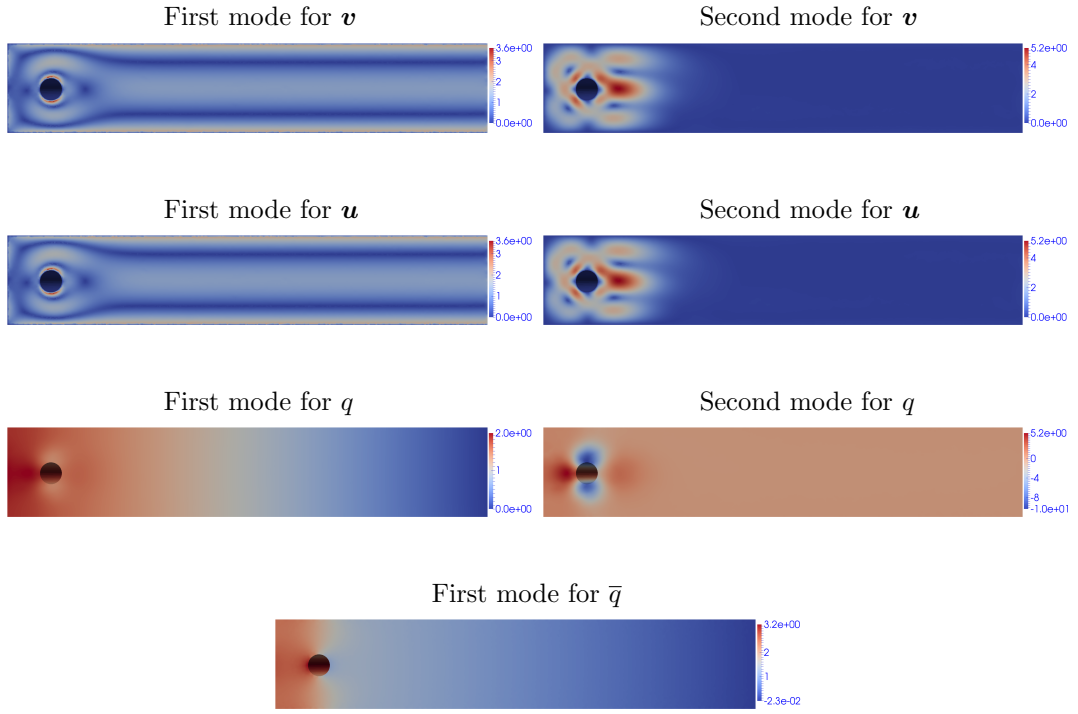 First mode for v
Second mode for v
3.6e+00
3
2
1
0.0e+00
5.2e+00
4
2
0.0e+00
First mode for u
Second mode for u
3.6e+00
3
2
1
0.0e+00
5.2e+00
4
2
0.0e+00
First mode for q
Second mode for q
2.0e+00
1
0.0e+00
5.2e+00
0
-4
-8
-1.0e+01
First mode for q̅
3.2e+00
2
1
-2.3e-02